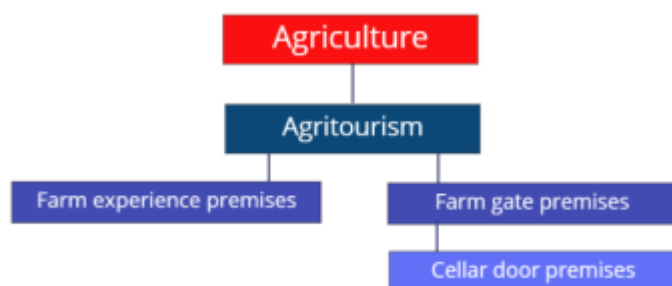 Agriculture
Agritourism
Farm experience premises
Farm gate premises
Cellar door premises